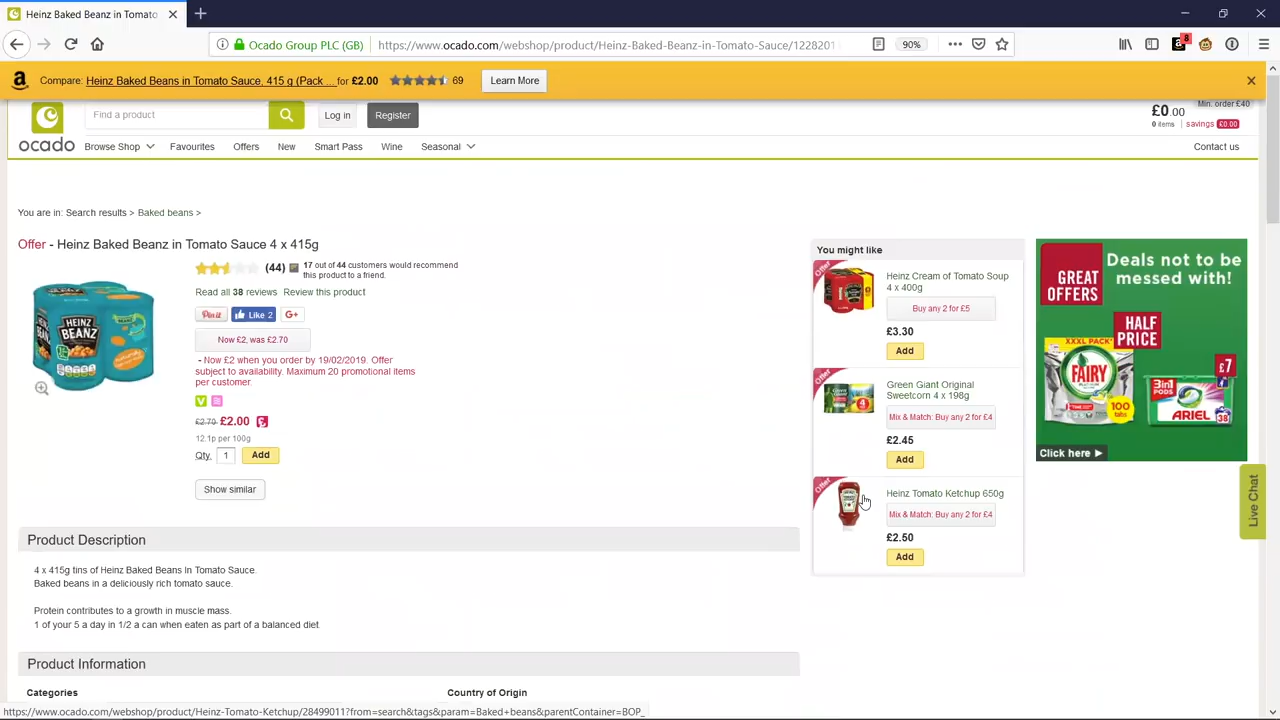 Heinz Baked Beanz in Tomato
Ocado Group PLC (GB)
https://www.ocado.com/webshop/product/Heinz-Baked-Beanz-in-Tomato-Sauce/1228201
90%
8
Compare: Heinz Baked Beans in Tomato Sauce, 415 g (Pack ... for £2.00 69 Learn More
Find a product
Log in
Register
£0.00
Min. order £40
0 items savings £0.00
ocado
Browse Shop
Favourites
Offers
New
Smart Pass
Wine
Seasonal
Contact us
You are in: Search results > Baked beans >
Offer - Heinz Baked Beanz in Tomato Sauce 4 x 415g
(44) 17 out of 44 customers would recommend
this product to a friend.
Read all 38 reviews Review this product
Pin it
Like 2
G+
Now £2, was £2.70
- Now £2 when you order by 19/02/2019. Offer
subject to availability. Maximum 20 promotional items
per customer.
£2.70 £2.00
12.1p per 100g
Qty. 1 Add
Show similar
HEINZ
BEANZ
You might like
Offer
Heinz Cream of Tomato Soup
4 x 400g
Buy any 2 for £5
£3.30
Add
Offer
Green Giant Original
Sweetcorn 4 x 198g
Mix & Match: Buy any 2 for £4
£2.45
Add
Offer
Heinz Tomato Ketchup 650g
Mix & Match: Buy any 2 for £4
£2.50
Add
GREAT
OFFERS
Deals not to be
messed with!
HALF
PRICE
XXXL PACK
FAIRY
100
tabs
£7
3in1
PODS
ARIEL
38
Click here
Live Chat
Product Description
4 x 415g tins of Heinz Baked Beans In Tomato Sauce.
Baked beans in a deliciously rich tomato sauce.
Protein contributes to a growth in muscle mass.
1 of your 5 a day in 1/2 a can when eaten as part of a balanced diet
Product Information
Categories
Country of Origin
https://www.ocado.com/webshop/product/Heinz-Tomato-Ketchup/28499011?from=search&tags&param=Baked+beans&parentContainer=BOP_